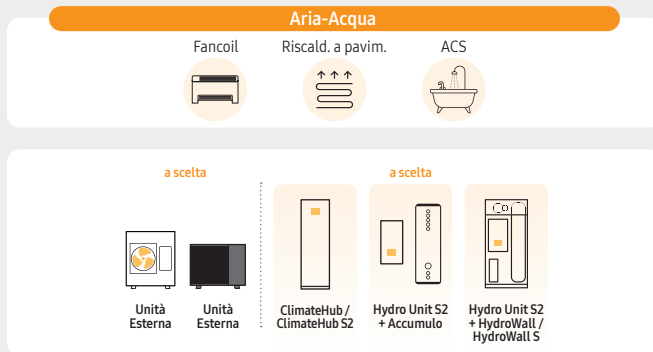 Aria-Acqua
Fancoil
Riscald. a pavim.
ACS
a scelta
a scelta
Unità
Esterna
Unità
Esterna
ClimateHub /
ClimateHub S2
Hydro Unit S2
+ Accumulo
Hydro Unit S2
+ HydroWall /
HydroWall S